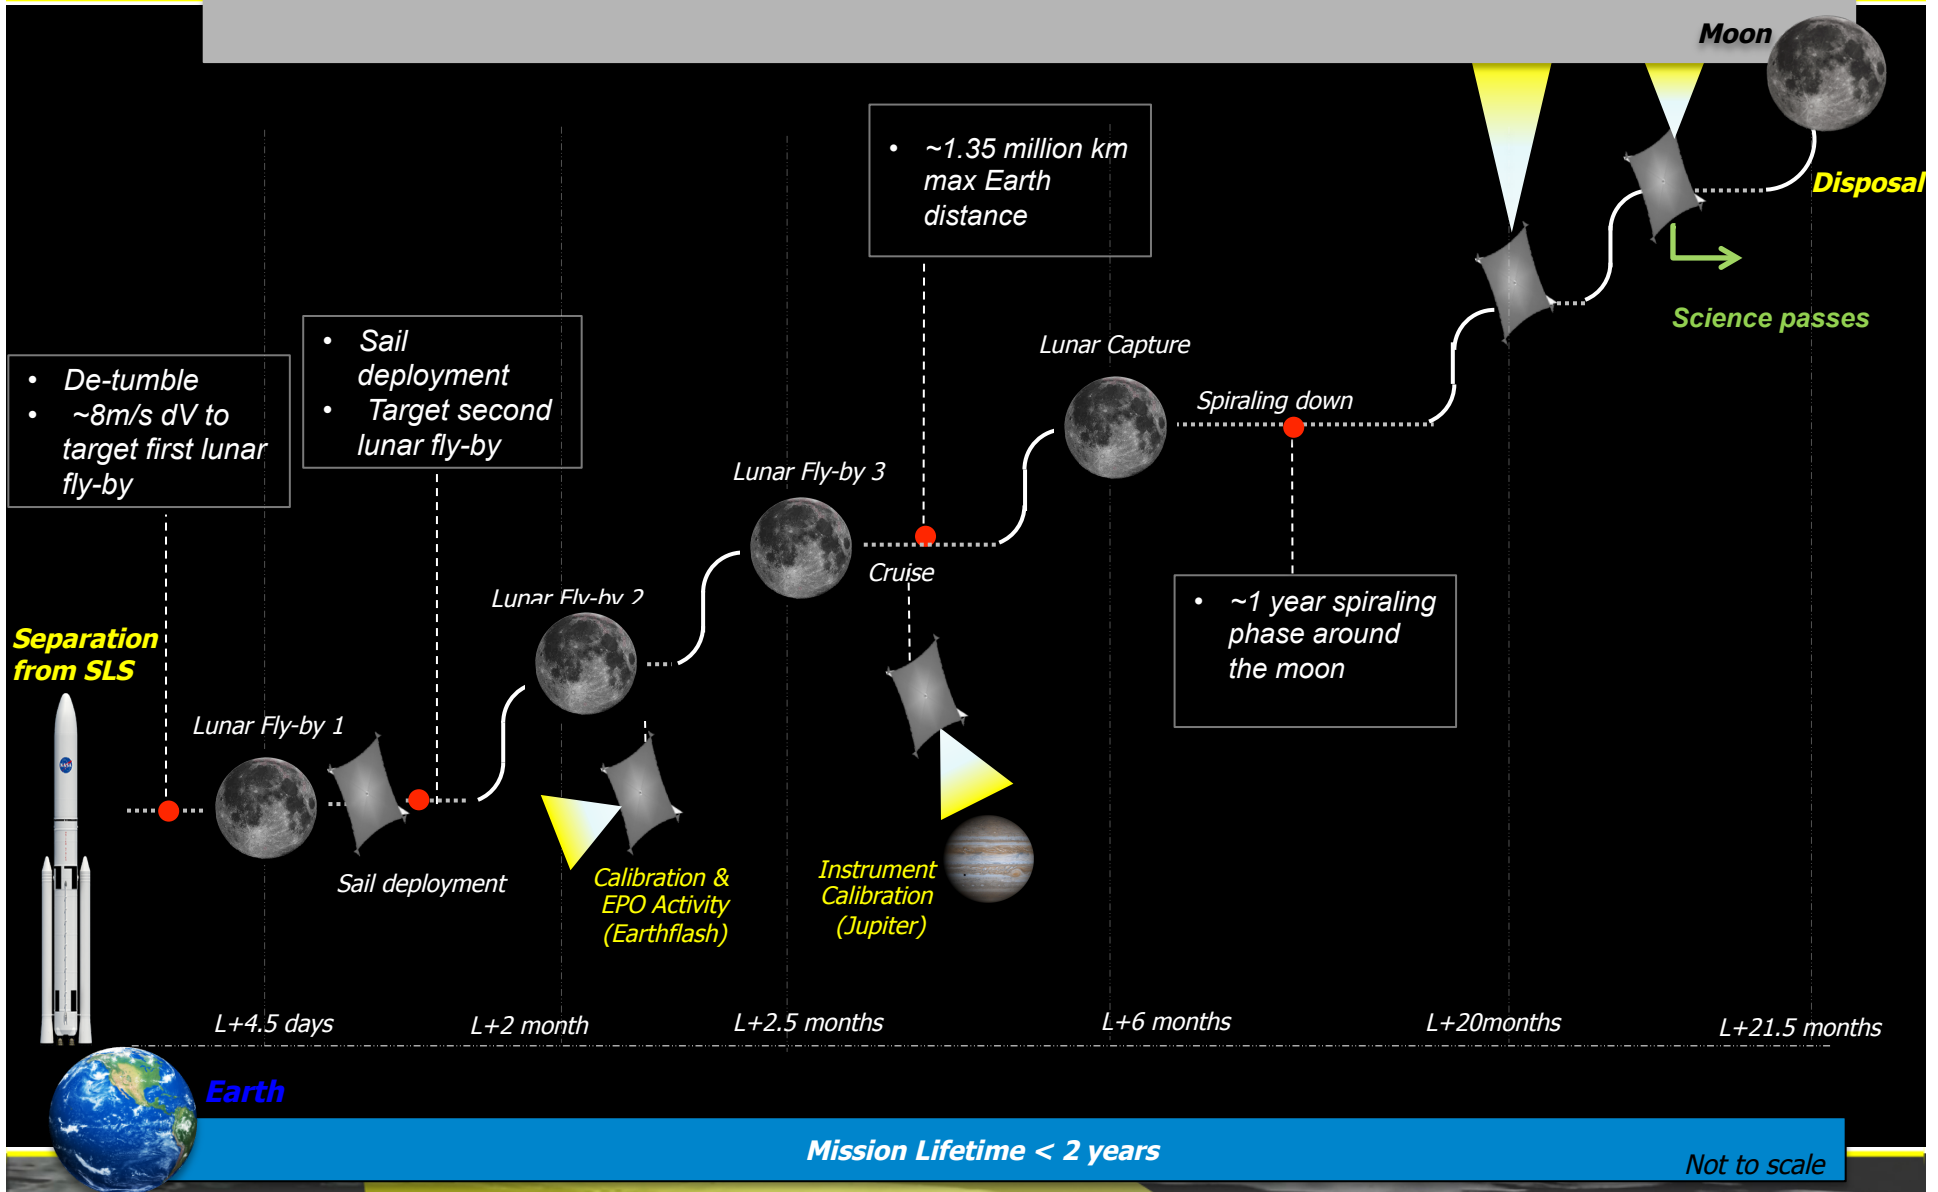 Moon
• ~1.35 million km
max Earth
distance
Disposal
Science passes
• Sail
deployment
• Target second
lunar fly-by
Lunar Capture
• De-tumble
• ~8m/s dV to
target first lunar
fly-by
Spiraling down
Lunar Fly-by 3
Cruise
Lunar Fly-by 2
• ~1 year spiraling
phase around
the moon
Separation
from SLS
Lunar Fly-by 1
NASA
Sail deployment
Calibration &
EPO Activity
(Earthflash)
Instrument
Calibration
(Jupiter)
L+4.5 days
L+2 month
L+2.5 months
L+6 months
L+20months
L+21.5 months
Earth
Mission Lifetime < 2 years
Not to scale